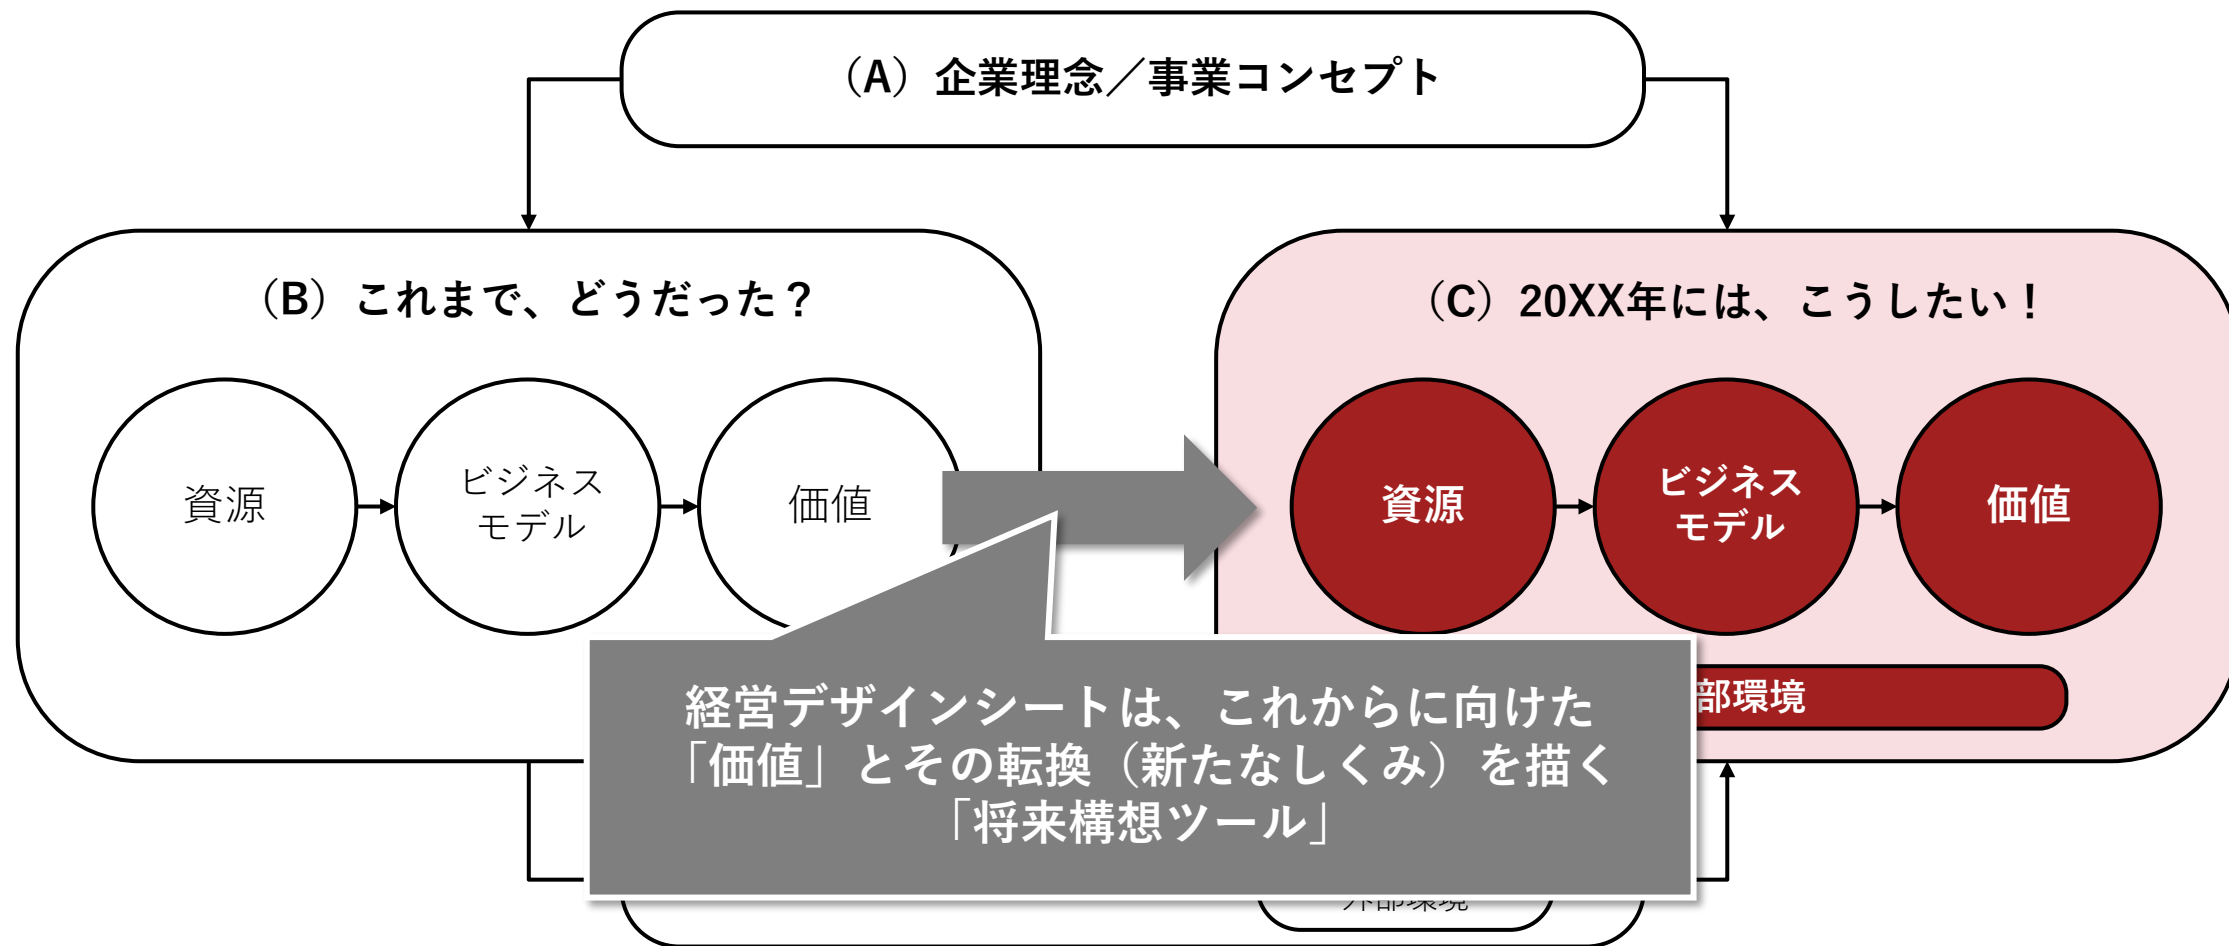 （A）企業理念／事業コンセプト
（B）これまで、どうだった？
資源
ビジネス
モデル
価値
（C）20XX年には、こうしたい！
資源
ビジネス
モデル
価値
部環境
経営デザインシートは、これからに向けた
「価値」とその転換（新たなしくみ）を描く
「将来構想ツール」
外部環境